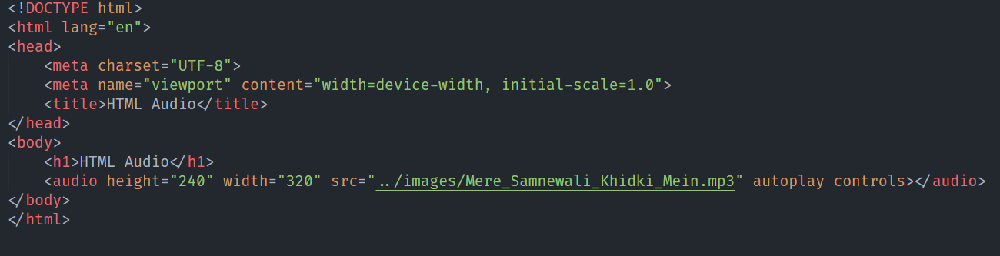 <!DOCTYPE html>
<html lang="en">
<head>
    <meta charset="UTF-8">
    <meta name="viewport" content="width=device-width, initial-scale=1.0">
    <title>HTML Audio</title>
</head>
<body>
    <h1>HTML Audio</h1>
    <audio height="240" width="320" src="../images/Mere_Samnewali_Khidki_Mein.mp3" autoplay controls></audio>
</body>
</html>